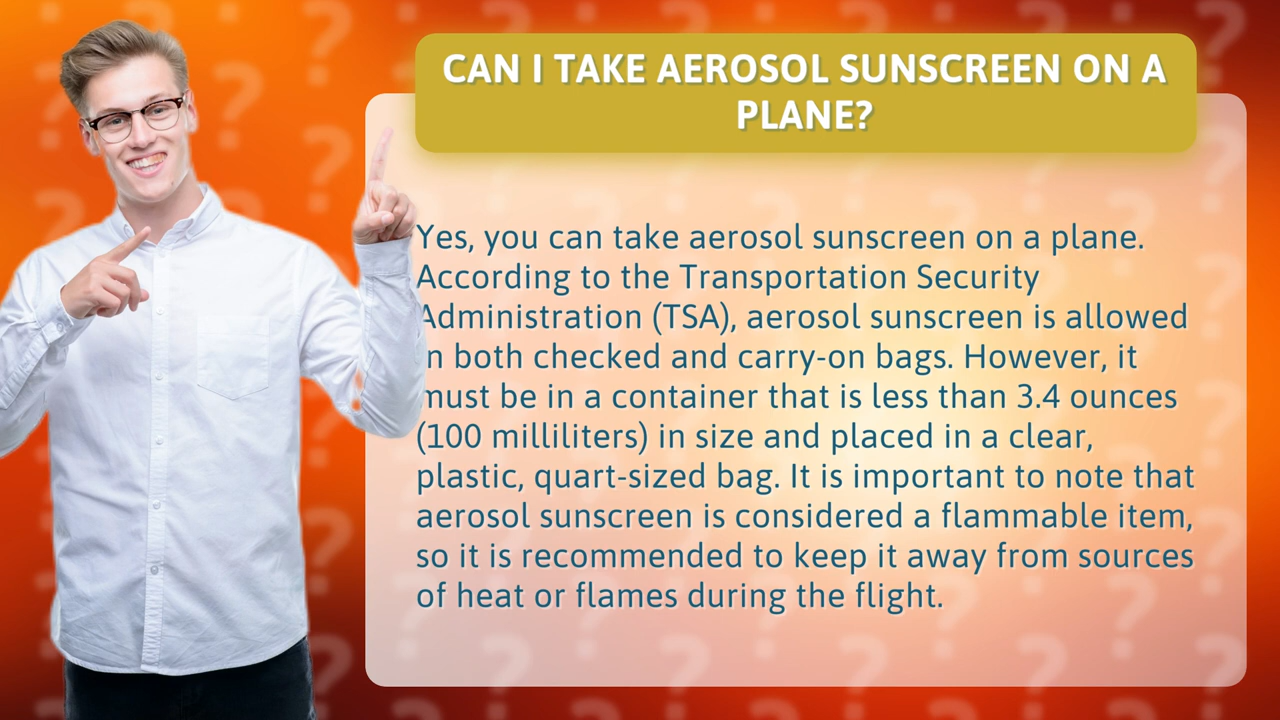 CAN I TAKE AEROSOL SUNSCREEN ON A
PLANE?
Yes, you can take aerosol sunscreen on a plane.
According to the Transportation Security
Administration (TSA), aerosol sunscreen is allowed
in both checked and carry-on bags. However, it
must be in a container that is less than 3.4 ounces
(100 milliliters) in size and placed in a clear,
plastic, quart-sized bag. It is important to note that
aerosol sunscreen is considered a flammable item,
so it is recommended to keep it away from sources
of heat or flames during the flight.